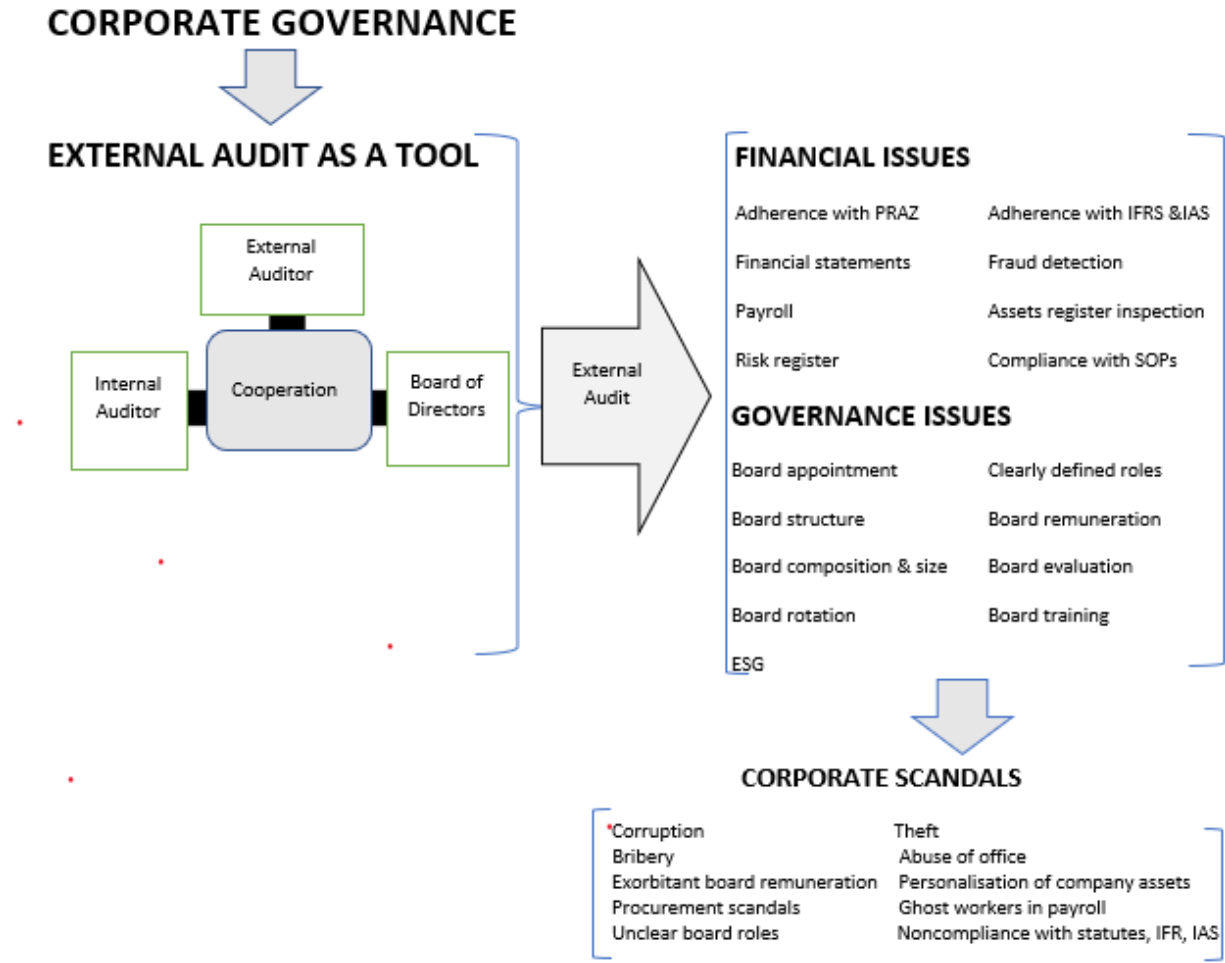 CORPORATE GOVERNANCE
EXTERNAL AUDIT AS A TOOL
External
Auditor
Internal
Auditor
Cooperation
Board of
Directors
External
Audit
FINANCIAL ISSUES
Adherence with PRAZ
Adherence with IFRS &IAS
Financial statements
Fraud detection
Payroll
Assets register inspection
Risk register
Compliance with SOPs
GOVERNANCE ISSUES
Board appointment
Clearly defined roles
Board structure
Board remuneration
Board composition & size
Board evaluation
Board rotation
Board training
ESG
CORPORATE SCANDALS
Corruption
Theft
Bribery
Abuse of office
Exorbitant board remuneration
Personalisation of company assets
Procurement scandals
Ghost workers in payroll
Unclear board roles
Noncompliance with statutes, IFR, IAS